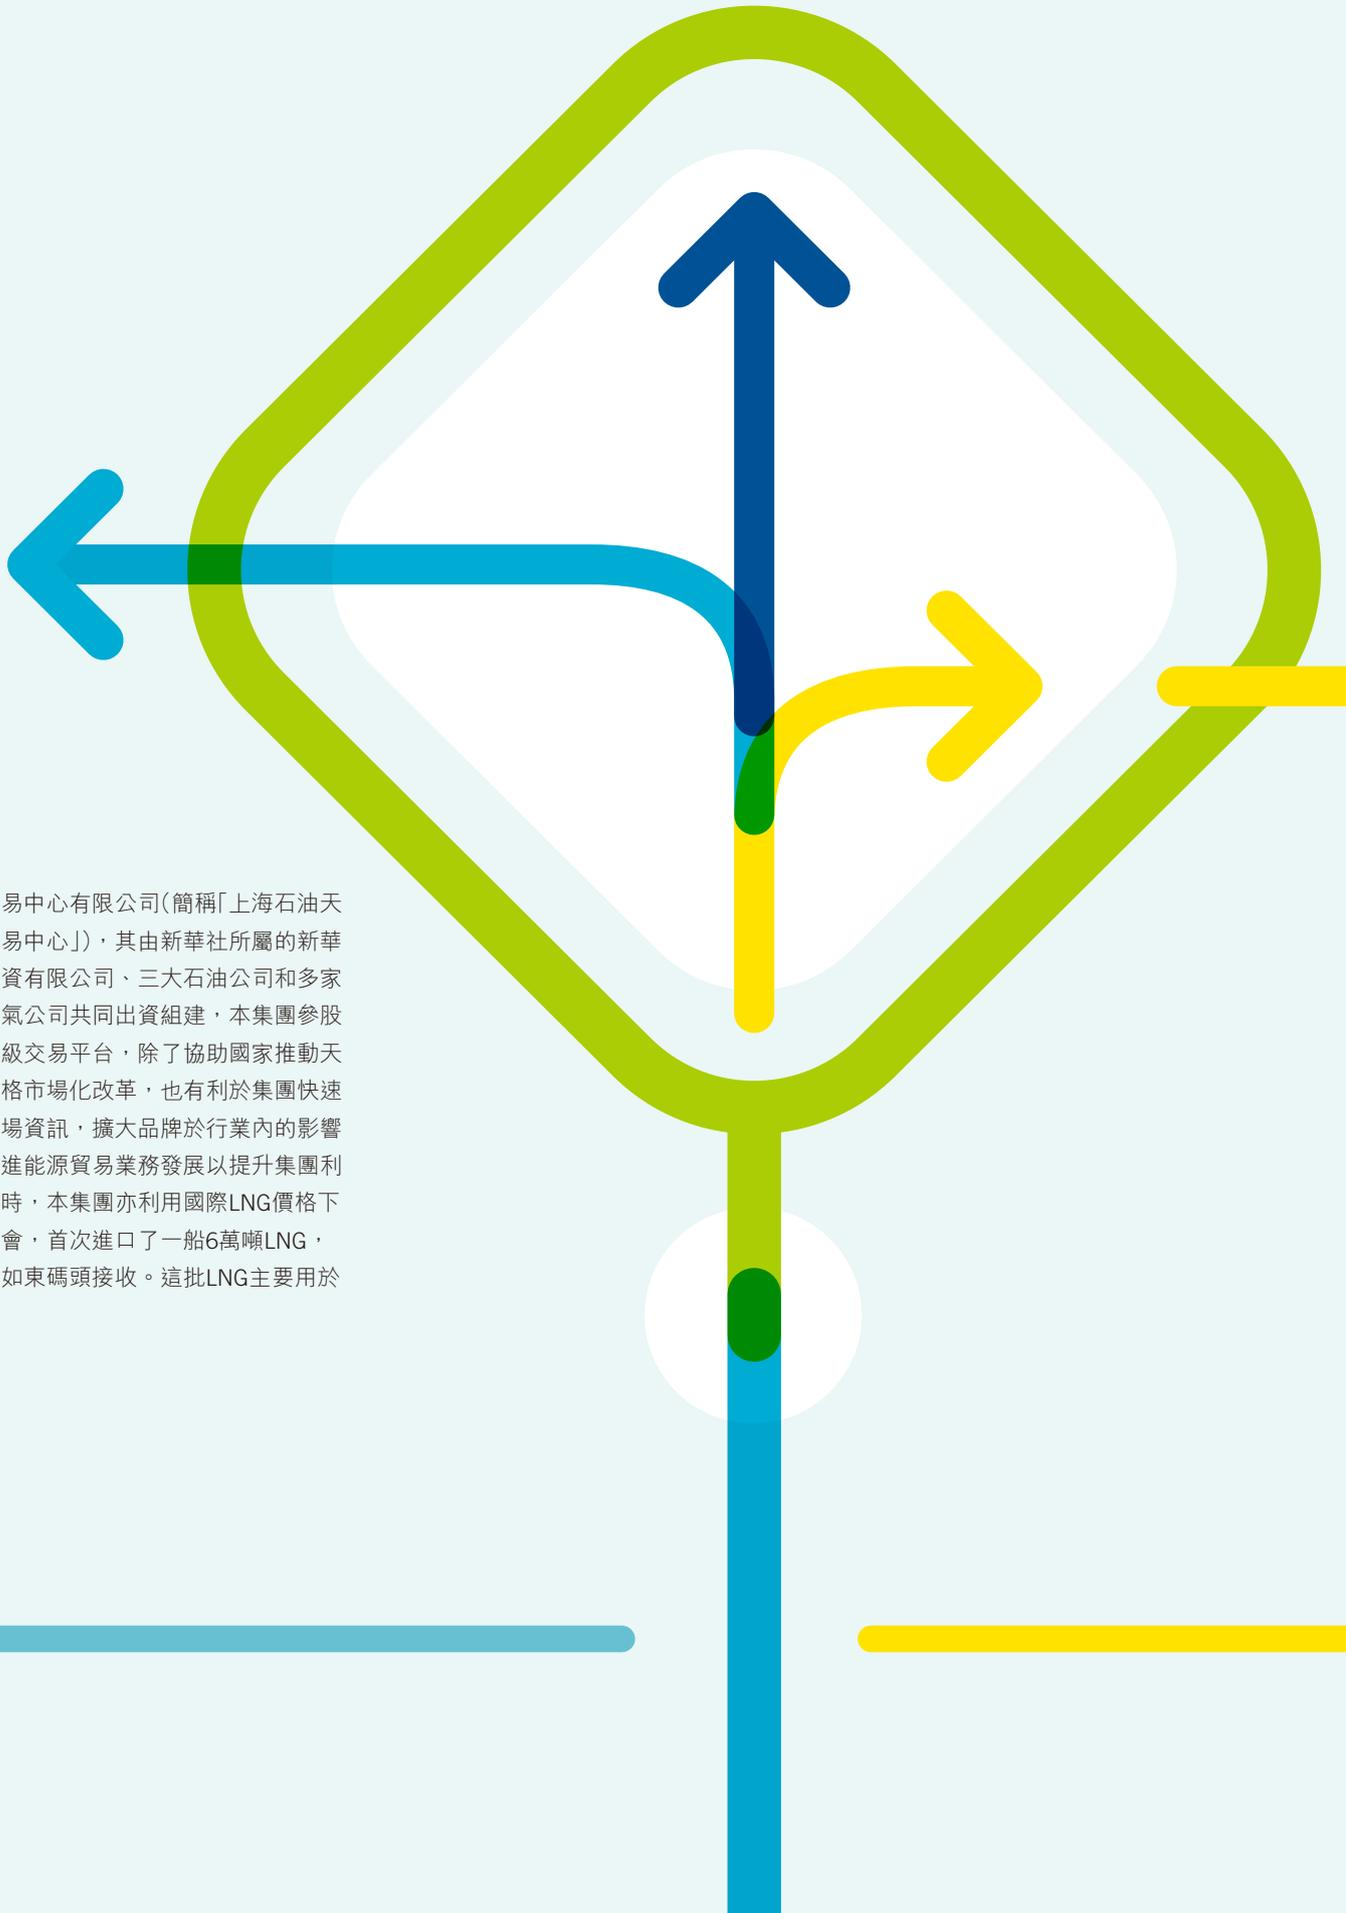 易中心有限公司(簡稱「上海石油天
易中心」)，其由新華社所屬的新華
資有限公司、三大石油公司和多家
氣公司共同出資組建，本集團參股
級交易平台，除了協助國家推動天
格市場化改革，也有利於集團快速
場資訊，擴大品牌於行業內的影響
進能源貿易業務發展以提升集團利
時，本集團亦利用國際LNG價格下
會，首次進口了一船6萬噸LNG，
如東碼頭接收。這批LNG主要用於